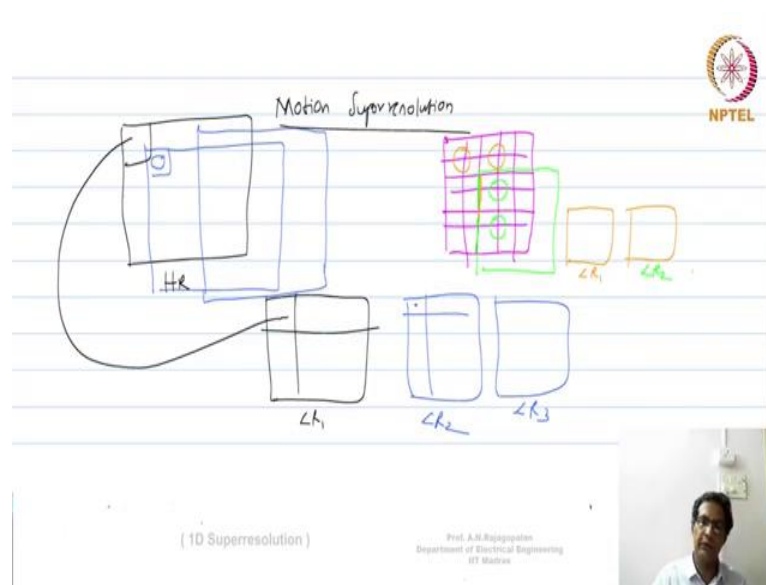 NPTEL
Motion Superresolution
HR
LR1
LR2
LR1
LR2
LR3
( 1D Superresolution )
Prof. A.N.Rajagopalan
Department of Electrical Engineering
IIT Madras